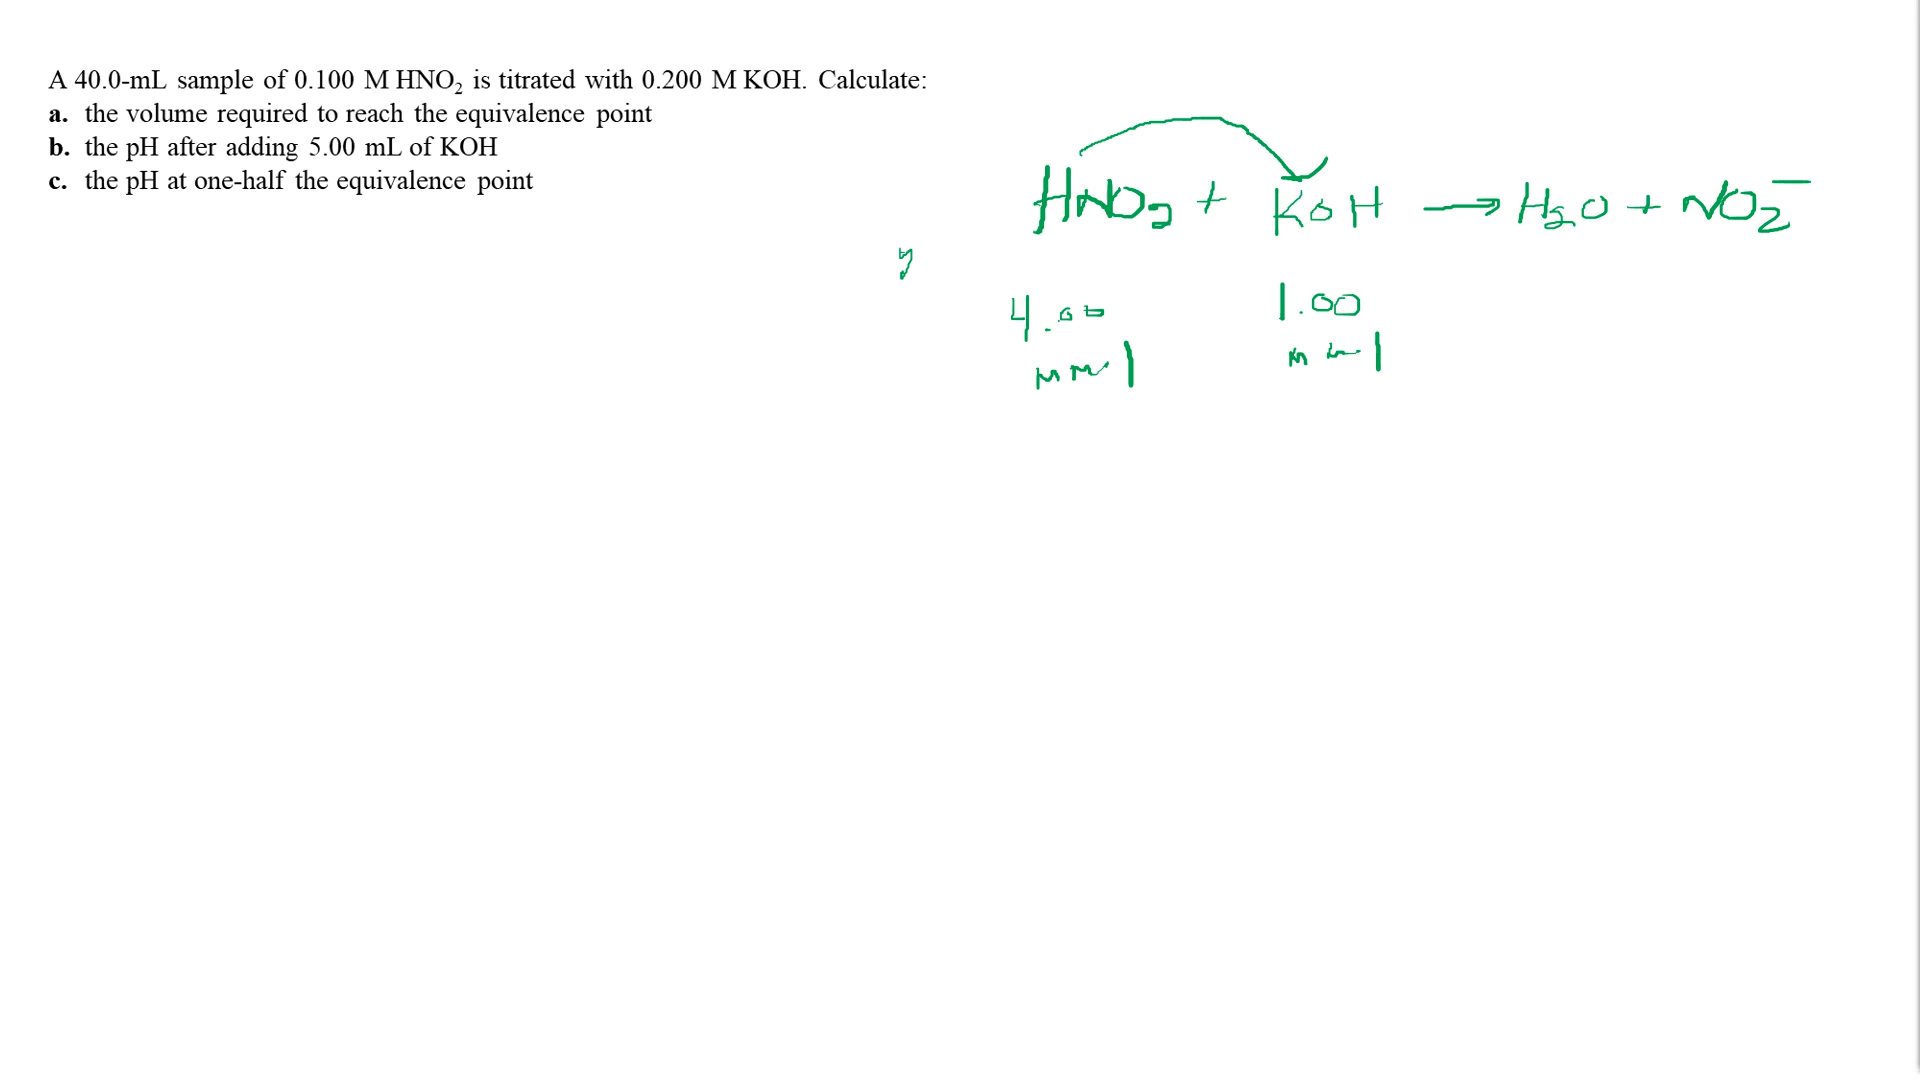 A 40.0-mL sample of 0.100 M HNO₂ is titrated with 0.200 M KOH. Calculate:
a. the volume required to reach the equivalence point
b. the pH after adding 5.00 mL of KOH
c. the pH at one-half the equivalence point
HNO₂ + KOH → H₂O + NO₂⁻
4.00 1.00
mmol mmol